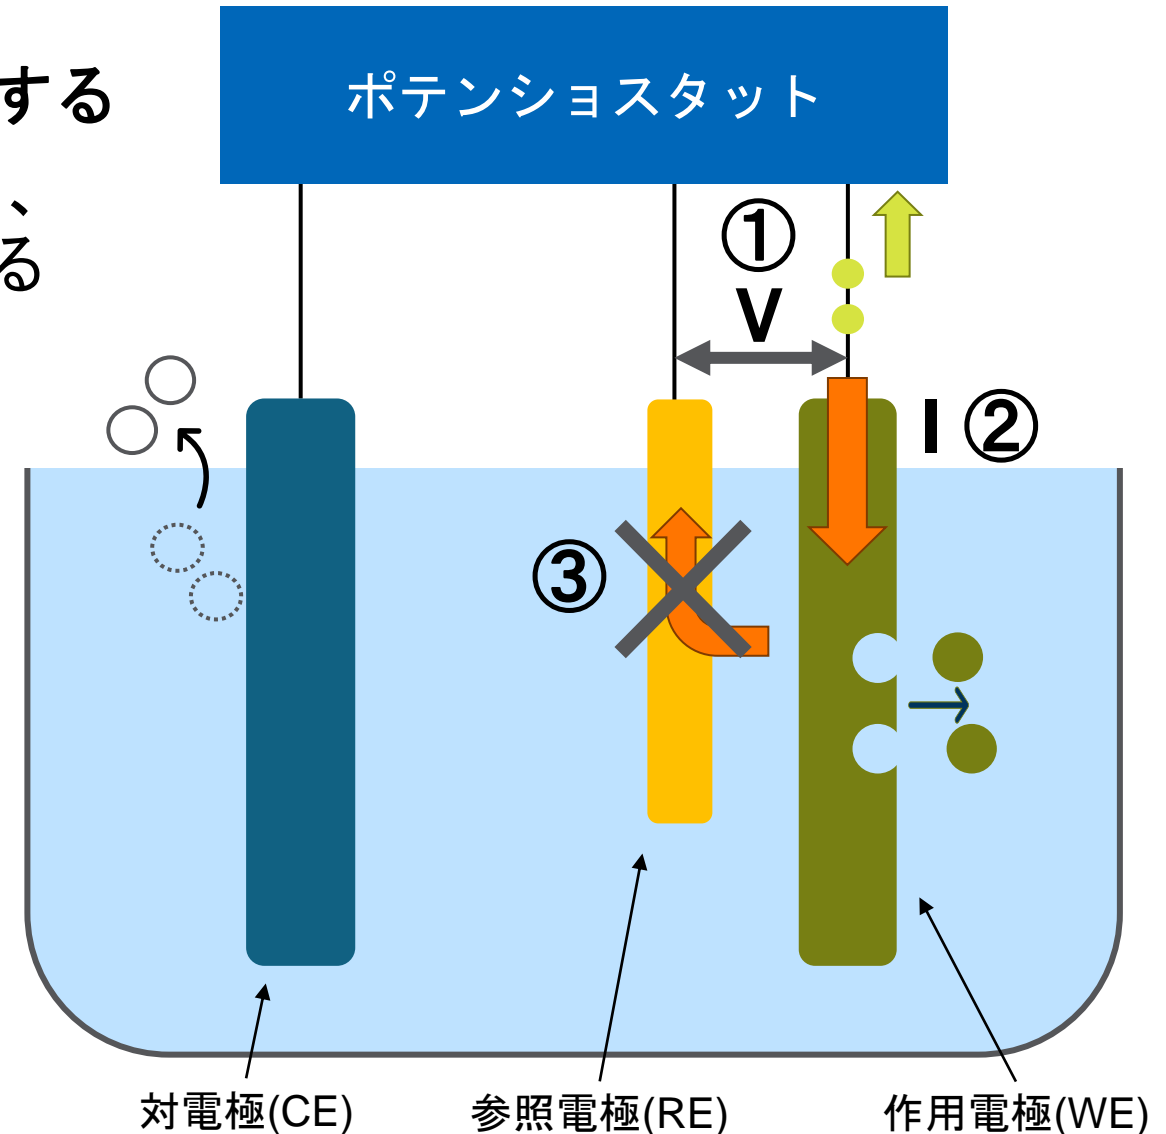 する
ポテンショスタット
、
る
①
V
I ②
③
対電極(CE)
参照電極(RE)
作用電極(WE)